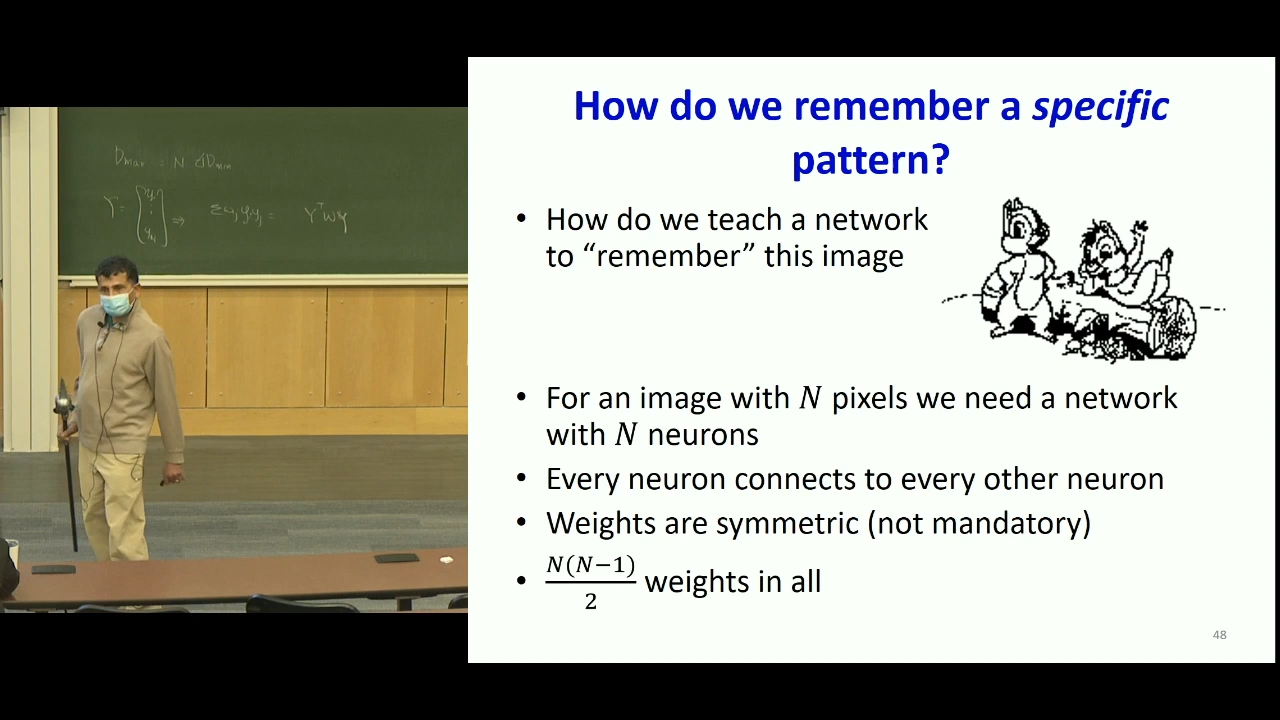 How do we remember a specific
pattern?
• How do we teach a network
to “remember” this image
• For an image with N pixels we need a network
with N neurons
• Every neuron connects to every other neuron
• Weights are symmetric (not mandatory)
• N(N−1)/2 weights in all
48